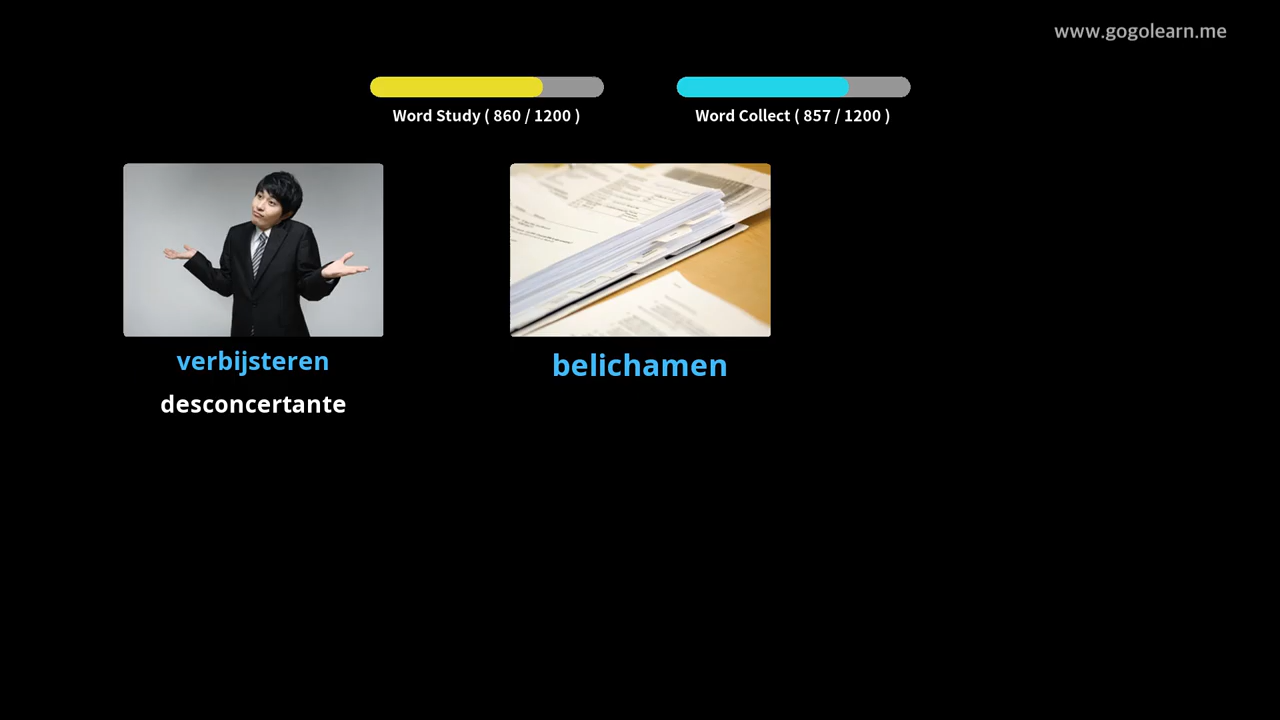 www.gogolearn.me
Word Study ( 860 / 1200 )
Word Collect ( 857 / 1200 )
verbijsteren
belichamen
desconcertante